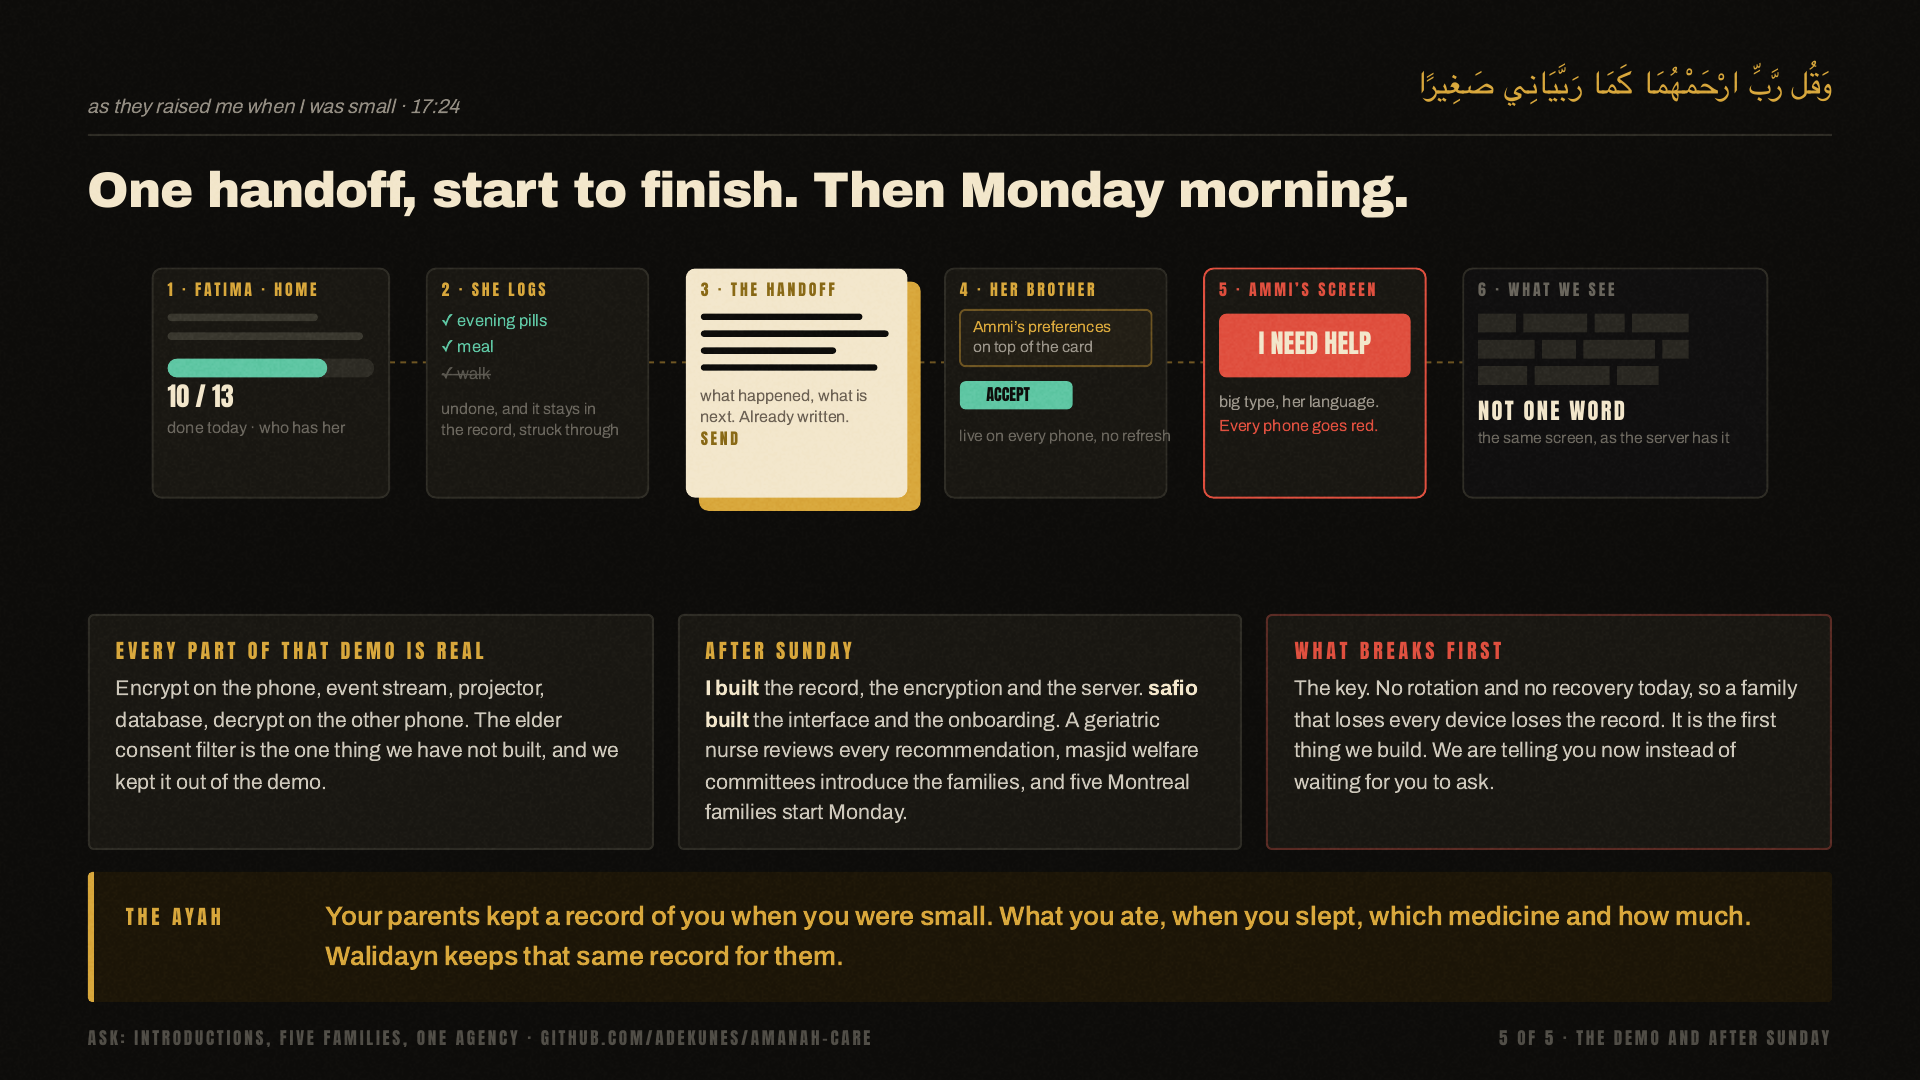 as they raised me when I was small · 17:24
وَقُل رَّبِّ ارْحَمْهُمَا كَمَا رَبَّيَانِي صَغِيرًا
One handoff, start to finish. Then Monday morning.
1 · FATIMA · HOME
10 / 13
done today · who has her
2 · SHE LOGS
✓ evening pills
✓ meal
✓ walk
undone, and it stays in
the record, struck through
3 · THE HANDOFF
what happened, what is
next. Already written.
SEND
4 · HER BROTHER
Ammi's preferences
on top of the card
ACCEPT
live on every phone, no refresh
5 · AMMI'S SCREEN
I NEED HELP
big type, her language.
Every phone goes red.
6 · WHAT WE SEE
NOT ONE WORD
the same screen, as the server has it
EVERY PART OF THAT DEMO IS REAL
Encrypt on the phone, event stream, projector,
database, decrypt on the other phone. The elder
consent filter is the one thing we have not built, and we
kept it out of the demo.
AFTER SUNDAY
I built the record, the encryption and the server. safio
built the interface and the onboarding. A geriatric
nurse reviews every recommendation, masjid welfare
committees introduce the families, and five Montreal
families start Monday.
WHAT BREAKS FIRST
The key. No rotation and no recovery today, so a family
that loses every device loses the record. It is the first
thing we build. We are telling you now instead of
waiting for you to ask.
THE AYAH
Your parents kept a record of you when you were small. What you ate, when you slept, which medicine and how much.
Walidayn keeps that same record for them.
ASK: INTRODUCTIONS, FIVE FAMILIES, ONE AGENCY · GITHUB.COM/ADEKUNES/AMANAH-CARE
5 OF 5 · THE DEMO AND AFTER SUNDAY